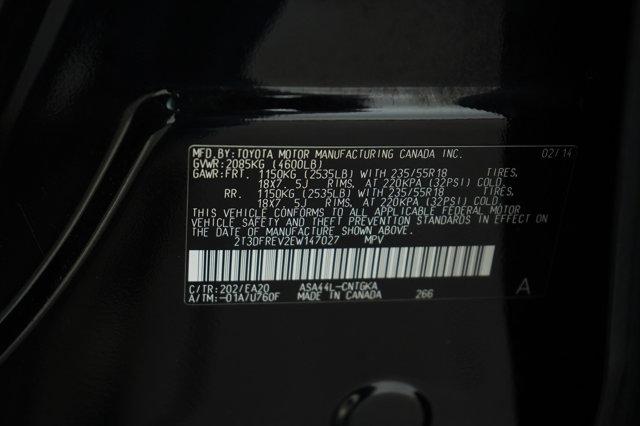 MFD.BY:TOYOTA MOTOR MANUFACTURING CANADA INC. 02/14
GVWR:2085KG (4600LB)
GAWR:FRT. 1150KG (2535LB) WITH 235/55R18 TIRES,
18X7.5J RIMS, AT 220KPA (32PSI) COLD.
RR. 1150KG (2535LB) WITH 235/55R18 TIRES,
18X7.5J RIMS, AT 220KPA (32PSI) COLD.
THIS VEHICLE CONFORMS TO ALL APPLICABLE FEDERAL MOTOR
VEHICLE SAFETY AND THEFT PREVENTION STANDARDS IN EFFECT ON
THE DATE OF MANUFACTURE SHOWN ABOVE.
2T3DFREV2EW147027 MPV
C/TR:202/EA20 ASA44L-CNTGKA
A/TM:-01A/U760F MADE IN CANADA 266 A